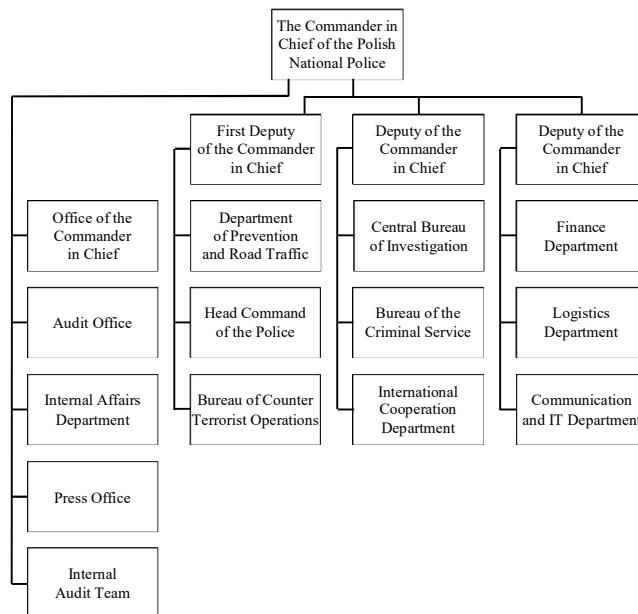 The Commander in
Chief of the Polish
National Police
First Deputy
of the Commander
in Chief
Deputy of the
Commander
in Chief
Deputy of the
Commander
in Chief
Office of the
Commander
in Chief
Department
of Prevention
and Road Traffic
Central Bureau
of Investigation
Finance
Department
Audit Office
Head Command
of the Police
Bureau of the
Criminal Service
Logistics
Department
Internal Affairs
Department
Bureau of Counter
Terrorist Operations
International
Cooperation
Department
Communication
and IT Department
Press Office
Internal
Audit Team